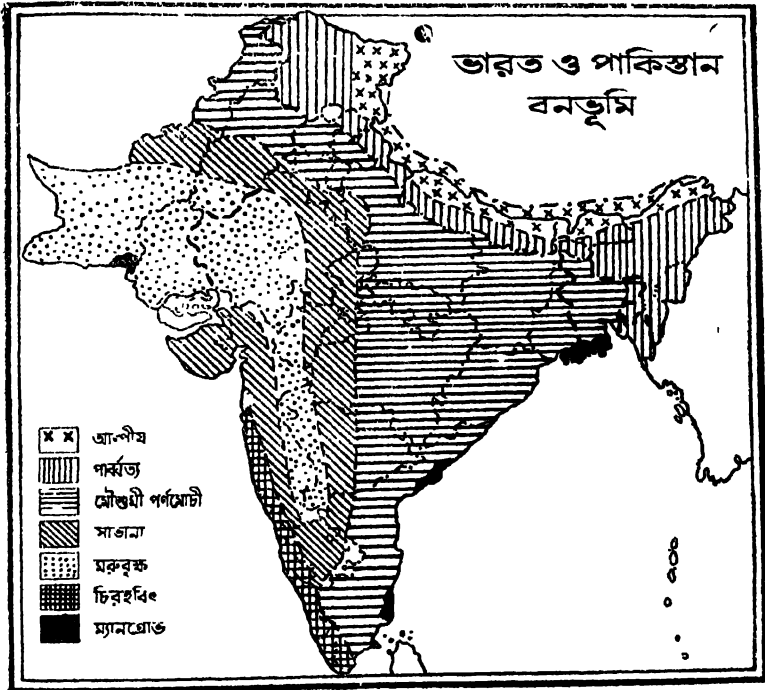 ভারত ও পাকিস্তান
বনভূমি
আল্পীয়
পার্ব্বত্য
মৌশুমী পর্ণমোচী
সাভানা
মরুবৃক্ষ
চিরহরিৎ
ম্যানগ্রোভ